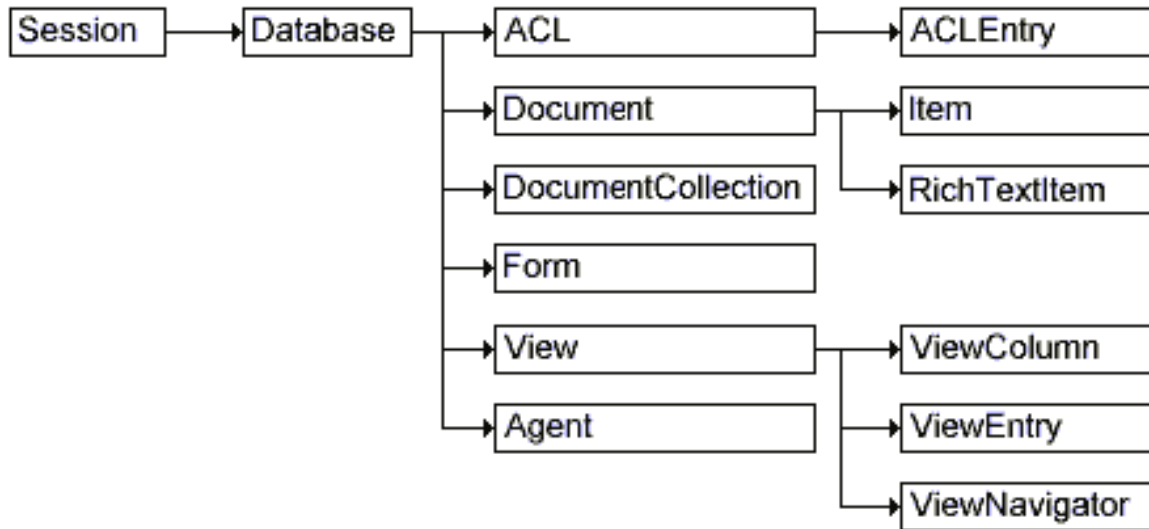 Session
Database
ACL
ACLEntry
Document
Item
DocumentCollection
RichTextItem
Form
View
ViewColumn
Agent
ViewEntry
ViewNavigator